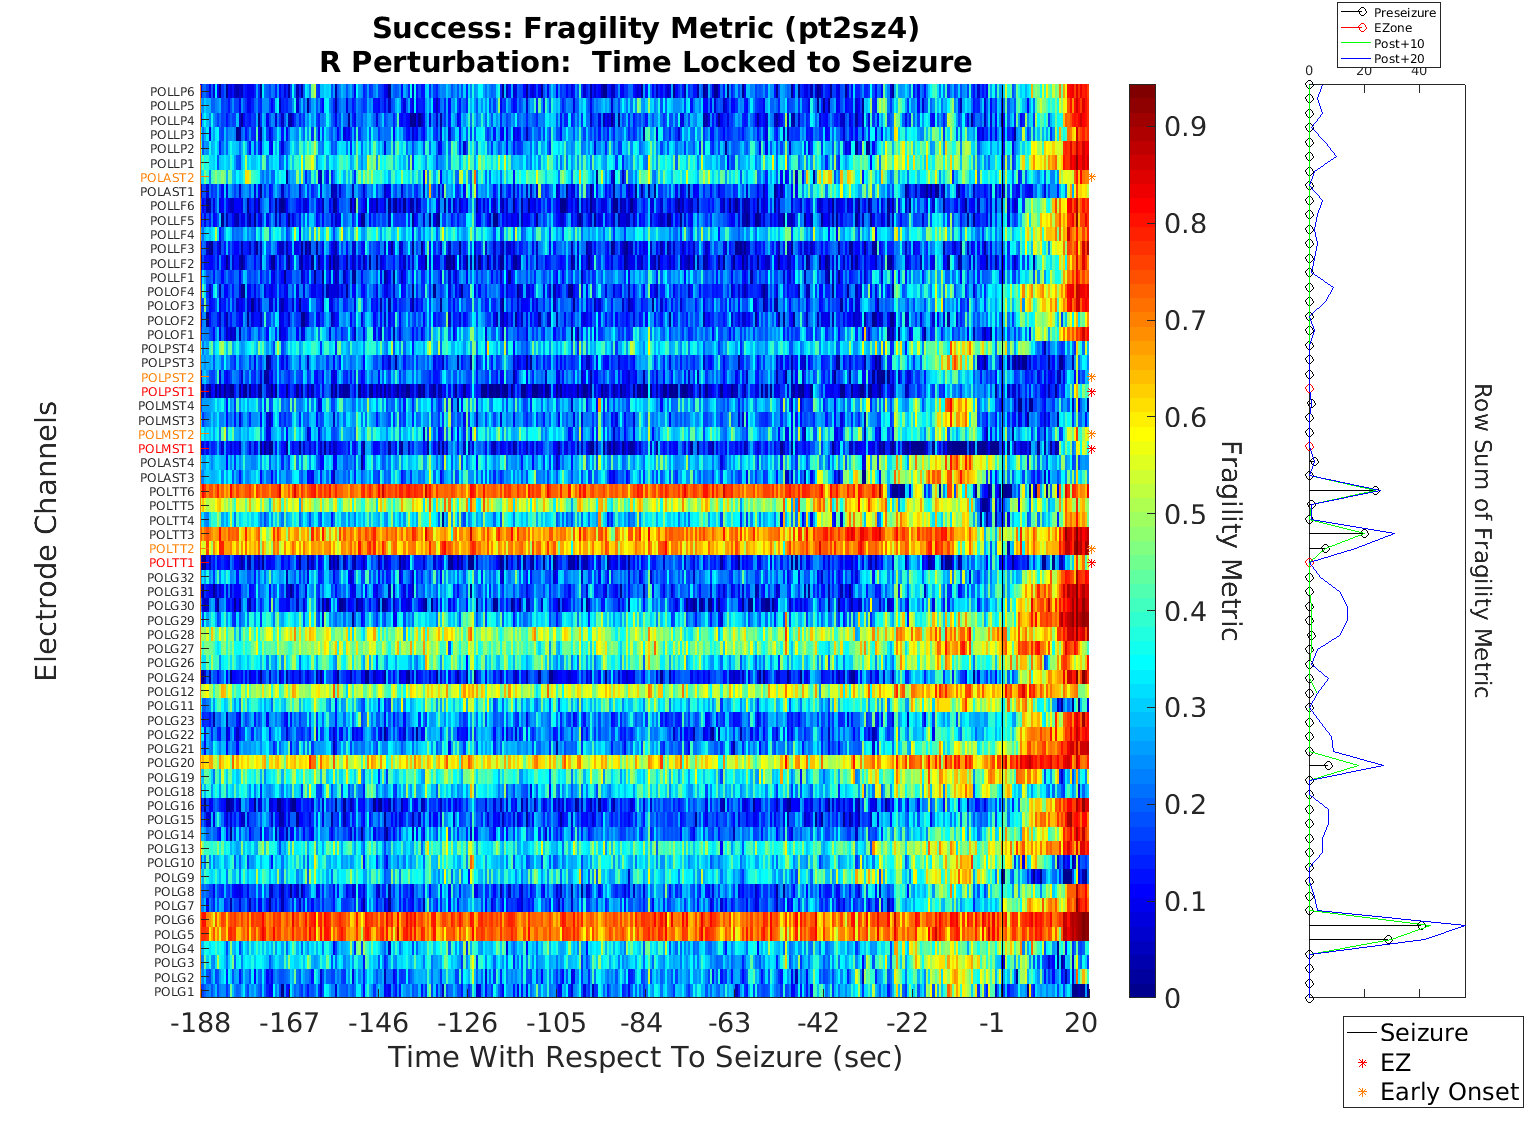 Success: Fragility Metric (pt2sz4)
R Perturbation:  Time Locked to Seizure
Electrode Channels
POLLP6
POLLP5
POLLP4
POLLP3
POLLP2
POLLP1
POLAST2
POLAST1
POLLF6
POLLF5
POLLF4
POLLF3
POLLF2
POLLF1
POLOF4
POLOF3
POLOF2
POLOF1
POLPST4
POLPST3
POLPST2
POLPST1
POLMST4
POLMST3
POLMST2
POLMST1
POLAST4
POLAST3
POLTT6
POLTT5
POLTT4
POLTT3
POLTT2
POLTT1
POLG32
POLG31
POLG30
POLG29
POLG28
POLG27
POLG26
POLG24
POLG12
POLG11
POLG23
POLG22
POLG21
POLG20
POLG19
POLG18
POLG16
POLG15
POLG14
POLG13
POLG10
POLG9
POLG8
POLG7
POLG6
POLG5
POLG4
POLG3
POLG2
POLG1
-188 -167 -146 -126 -105 -84 -63 -42 -22 -1 20
Time With Respect To Seizure (sec)
0.9
0.8
0.7
0.6
0.5
0.4
0.3
0.2
0.1
0
Fragility Metric
Preseizure
EZone
Post+10
Post+20
0 20 40
Row Sum of Fragility Metric
Seizure
EZ
Early Onset